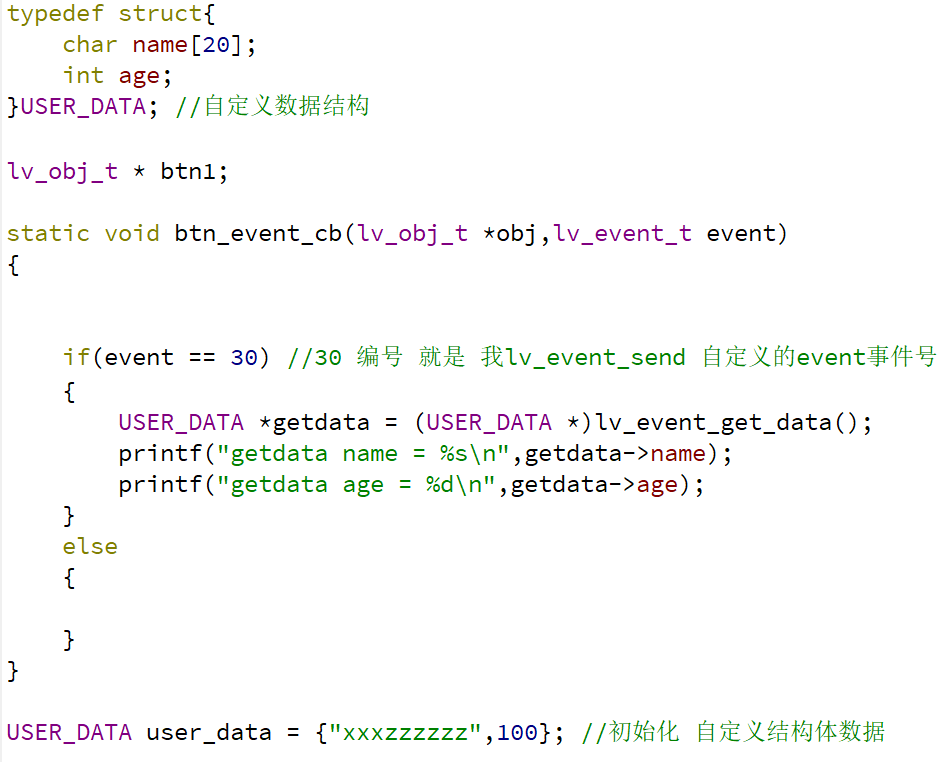 typedef struct{
    char name[20];
    int age;
}USER_DATA; //自定义数据结构
lv_obj_t * btn1;
static void btn_event_cb(lv_obj_t *obj,lv_event_t event)
{
    if(event == 30) //30 编号 就是 我lv_event_send 自定义的event事件号
    {
        USER_DATA *getdata = (USER_DATA *)lv_event_get_data();
        printf("getdata name = %s\n",getdata->name);
        printf("getdata age = %d\n",getdata->age);
    }
    else
    {
    }
}
USER_DATA user_data = {"xxxzzzzzz",100}; //初始化 自定义结构体数据